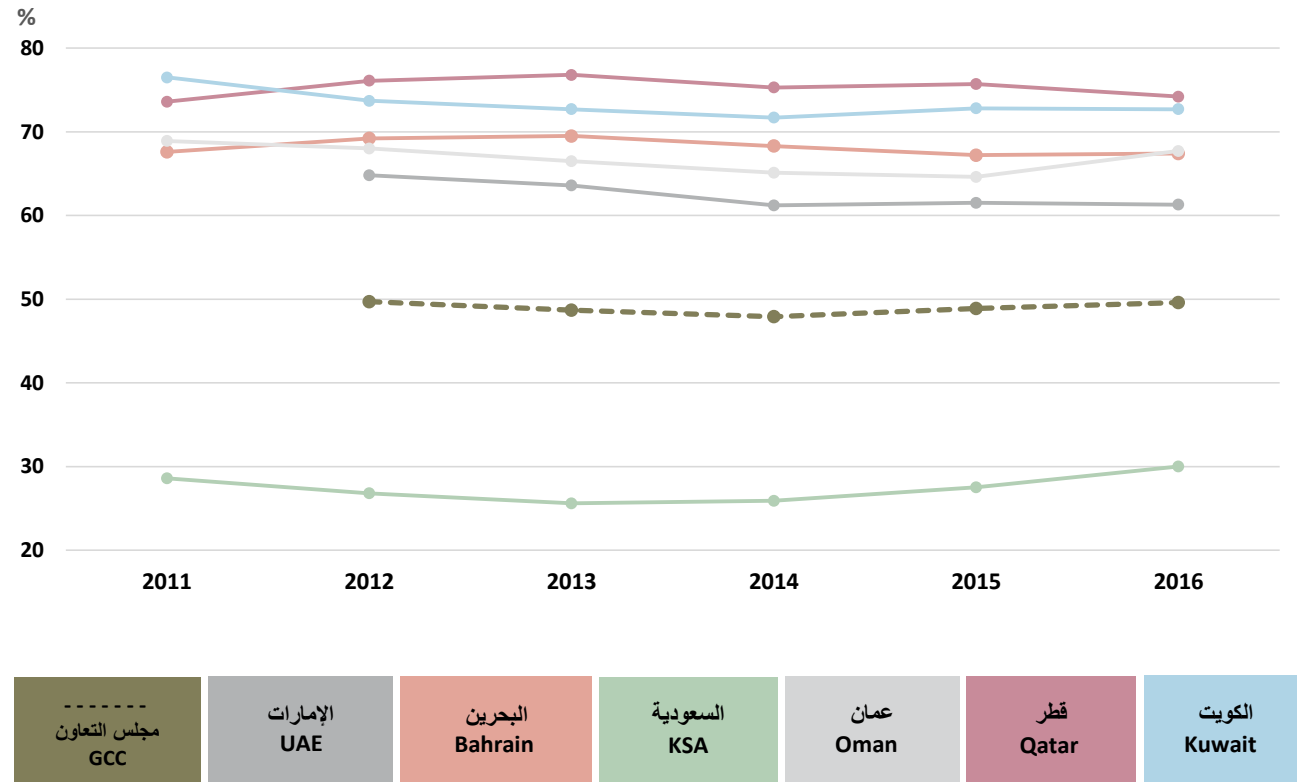 %
80
70
60
50
40
30
20
2011 2012 2013 2014 2015 2016
- - - - - - -
مجلس التعاون
GCC
الإمارات
UAE
البحرين
Bahrain
السعودية
KSA
عمان
Oman
قطر
Qatar
الكويت
Kuwait